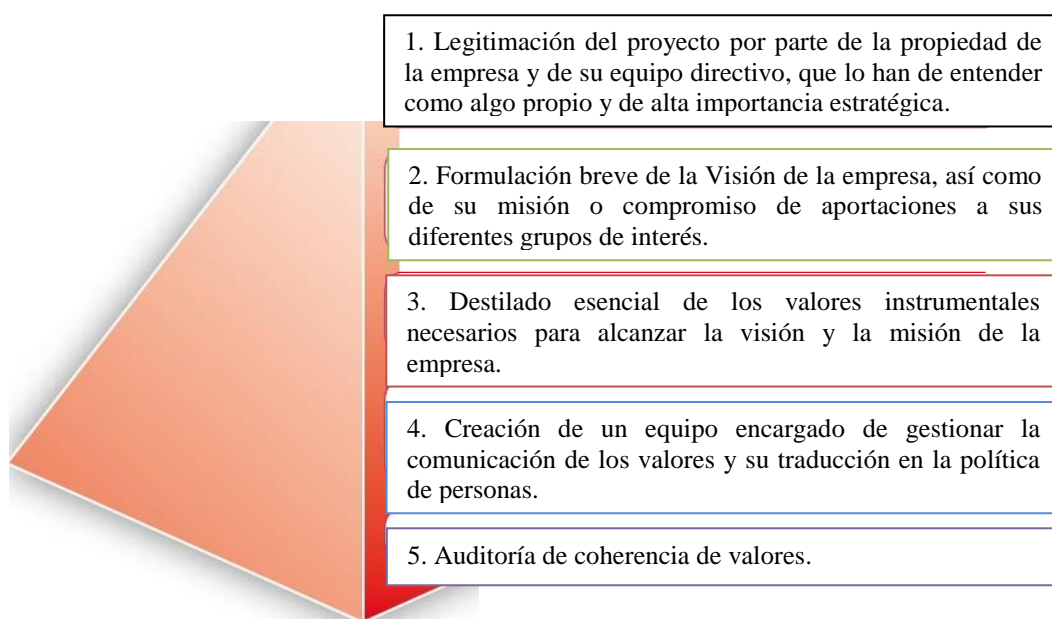 1. Legitimación del proyecto por parte de la propiedad de
la empresa y de su equipo directivo, que lo han de entender
como algo propio y de alta importancia estratégica.
2. Formulación breve de la Visión de la empresa, así como
de su misión o compromiso de aportaciones a sus
diferentes grupos de interés.
3. Destilado esencial de los valores instrumentales
necesarios para alcanzar la visión y la misión de la
empresa.
4. Creación de un equipo encargado de gestionar la
comunicación de los valores y su traducción en la política
de personas.
5. Auditoría de coherencia de valores.